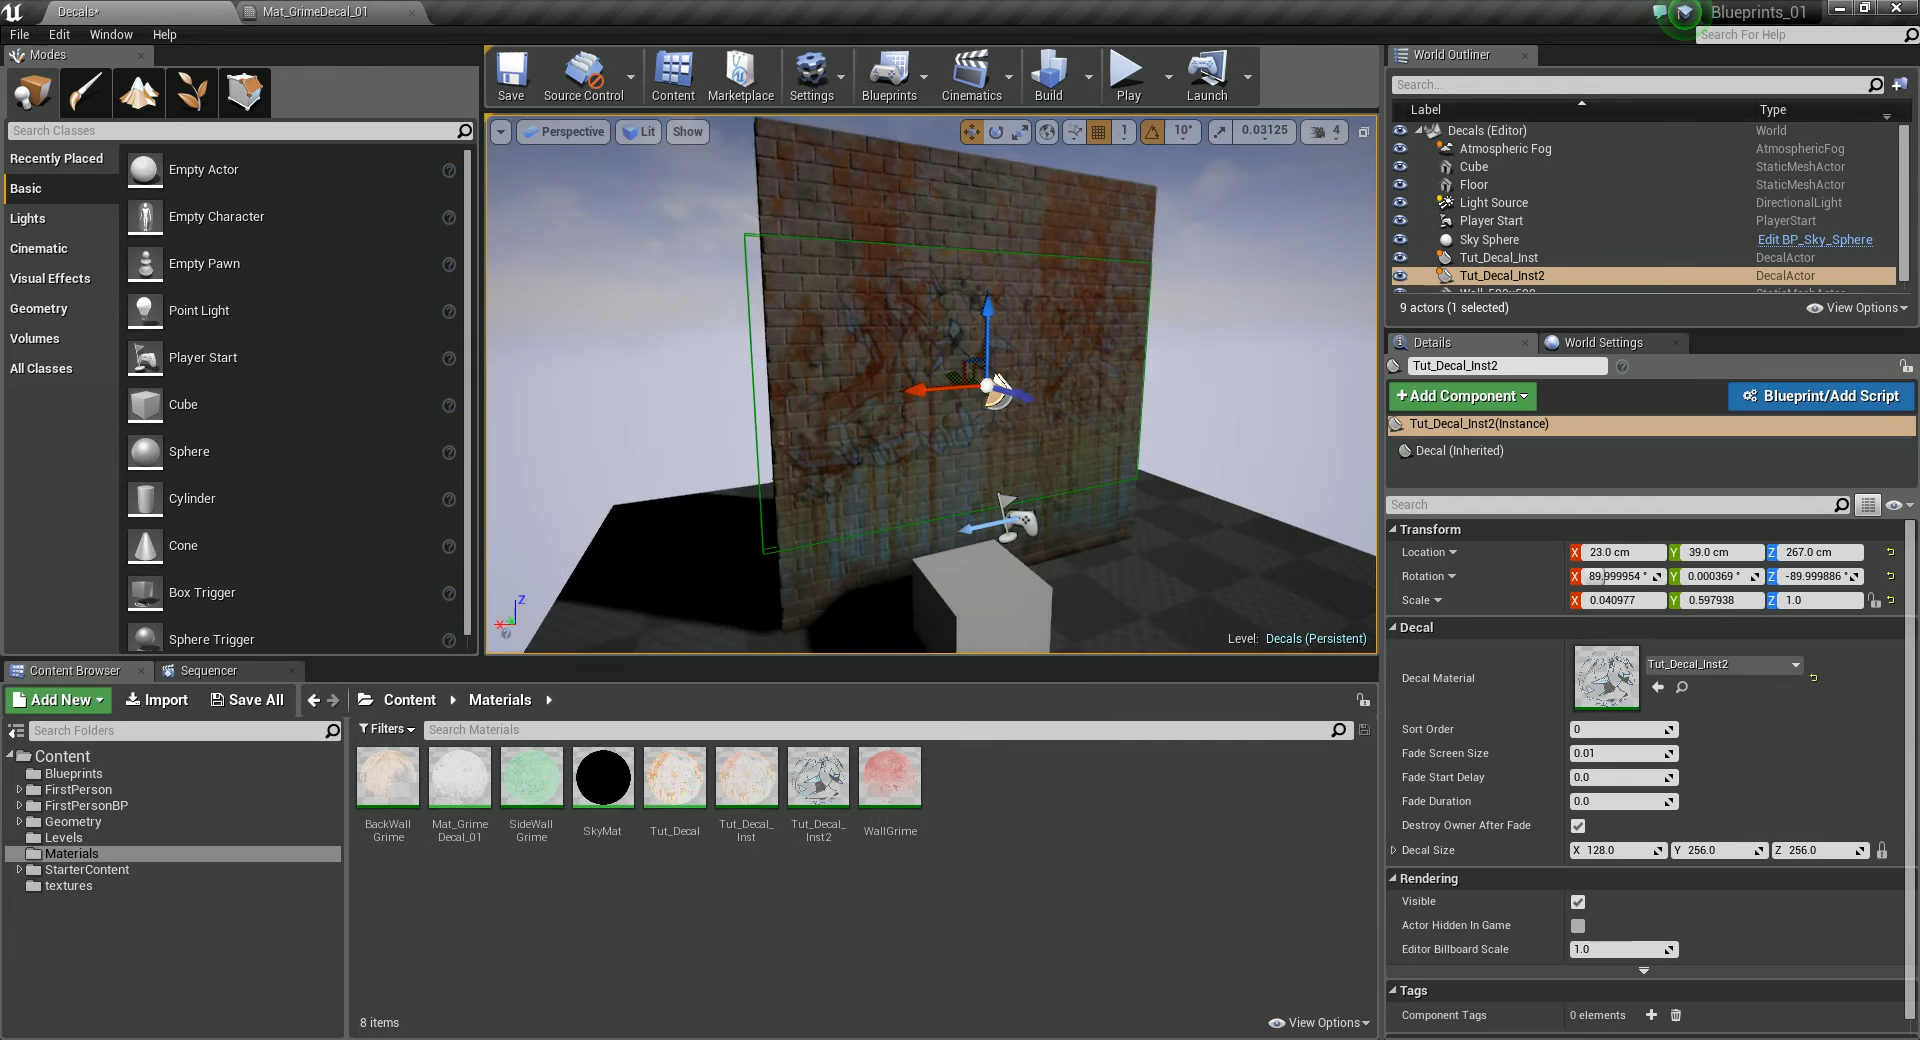 Decals*
Mat_GrimeDecal_01
Blueprints_01
File Edit Window Help
Search For Help
Modes
Search Classes
Recently Placed
Basic
Lights
Cinematic
Visual Effects
Geometry
Volumes
All Classes
Empty Actor
Empty Character
Empty Pawn
Point Light
Player Start
Cube
Sphere
Cylinder
Cone
Box Trigger
Sphere Trigger
Save
Source Control
Content
Marketplace
Settings
Blueprints
Cinematics
Build
Play
Launch
Perspective
Lit
Show
1
10°
0.03125
4
Z
X
Level: Decals (Persistent)
World Outliner
Search...
Label Type
Decals (Editor) World
Atmospheric Fog AtmosphericFog
Cube StaticMeshActor
Floor StaticMeshActor
Light Source DirectionalLight
Player Start PlayerStart
Sky Sphere Edit BP_Sky_Sphere
Tut_Decal_Inst DecalActor
Tut_Decal_Inst2 DecalActor
9 actors (1 selected)
View Options
Details
World Settings
Tut_Decal_Inst2
+Add Component
Blueprint/Add Script
Tut_Decal_Inst2(Instance)
Decal (Inherited)
Search
Transform
Location X 23.0 cm Y 39.0 cm Z 267.0 cm
Rotation X 89.999954 ° Y 0.000369 ° Z -89.999886 °
Scale X 0.040977 Y 0.597938 Z 1.0
Decal
Decal Material
Tut_Decal_Inst2
Sort Order 0
Fade Screen Size 0.01
Fade Start Delay 0.0
Fade Duration 0.0
Destroy Owner After Fade
Decal Size X 128.0 Y 256.0 Z 256.0
Rendering
Visible
Actor Hidden In Game
Editor Billboard Scale 1.0
Tags
Component Tags 0 elements
Content Browser
Sequencer
Add New Import Save All Content Materials
Search Folders
Filters
Search Materials
Content
Blueprints
FirstPerson
FirstPersonBP
Geometry
Levels
Materials
StarterContent
textures
BackWall
Grime
Mat_Grime
Decal_01
SideWall
Grime
SkyMat
Tut_Decal
Tut_Decal_
Inst
Tut_Decal_
Inst2
WallGrime
8 items
View Options